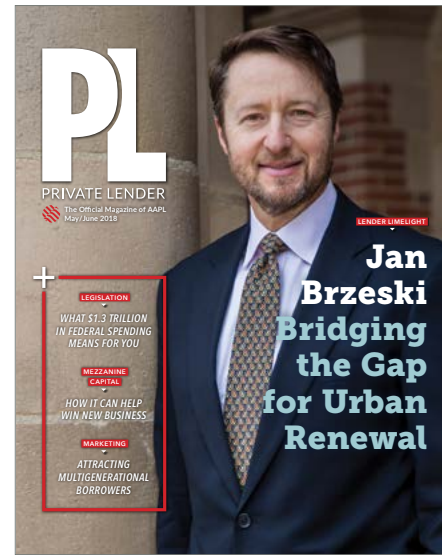 PL
PRIVATE LENDER
The Official Magazine of AAPL
May/June 2018
LENDER LIMELIGHT
Jan
Brzeski
Bridging
the Gap
for Urban
Renewal
LEGISLATION
WHAT $1.3 TRILLION
IN FEDERAL SPENDING
MEANS FOR YOU
MEZZANINE
CAPITAL
HOW IT CAN HELP
WIN NEW BUSINESS
MARKETING
ATTRACTING
MULTIGENERATIONAL
BORROWERS